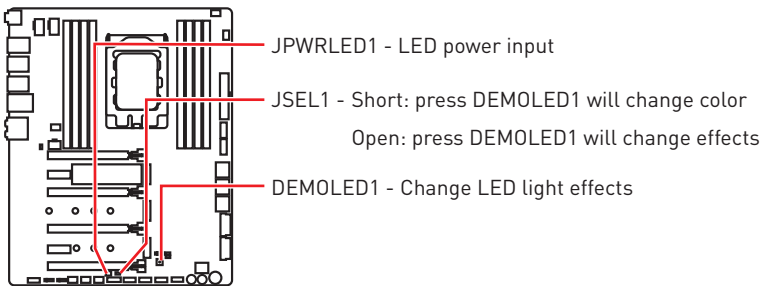 JPWRLED1 - LED power input
JSEL1 - Short: press DEMOLED1 will change color
Open: press DEMOLED1 will change effects
DEMOLED1 - Change LED light effects